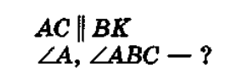 AC ∥ BK
∠A, ∠ABC — ?